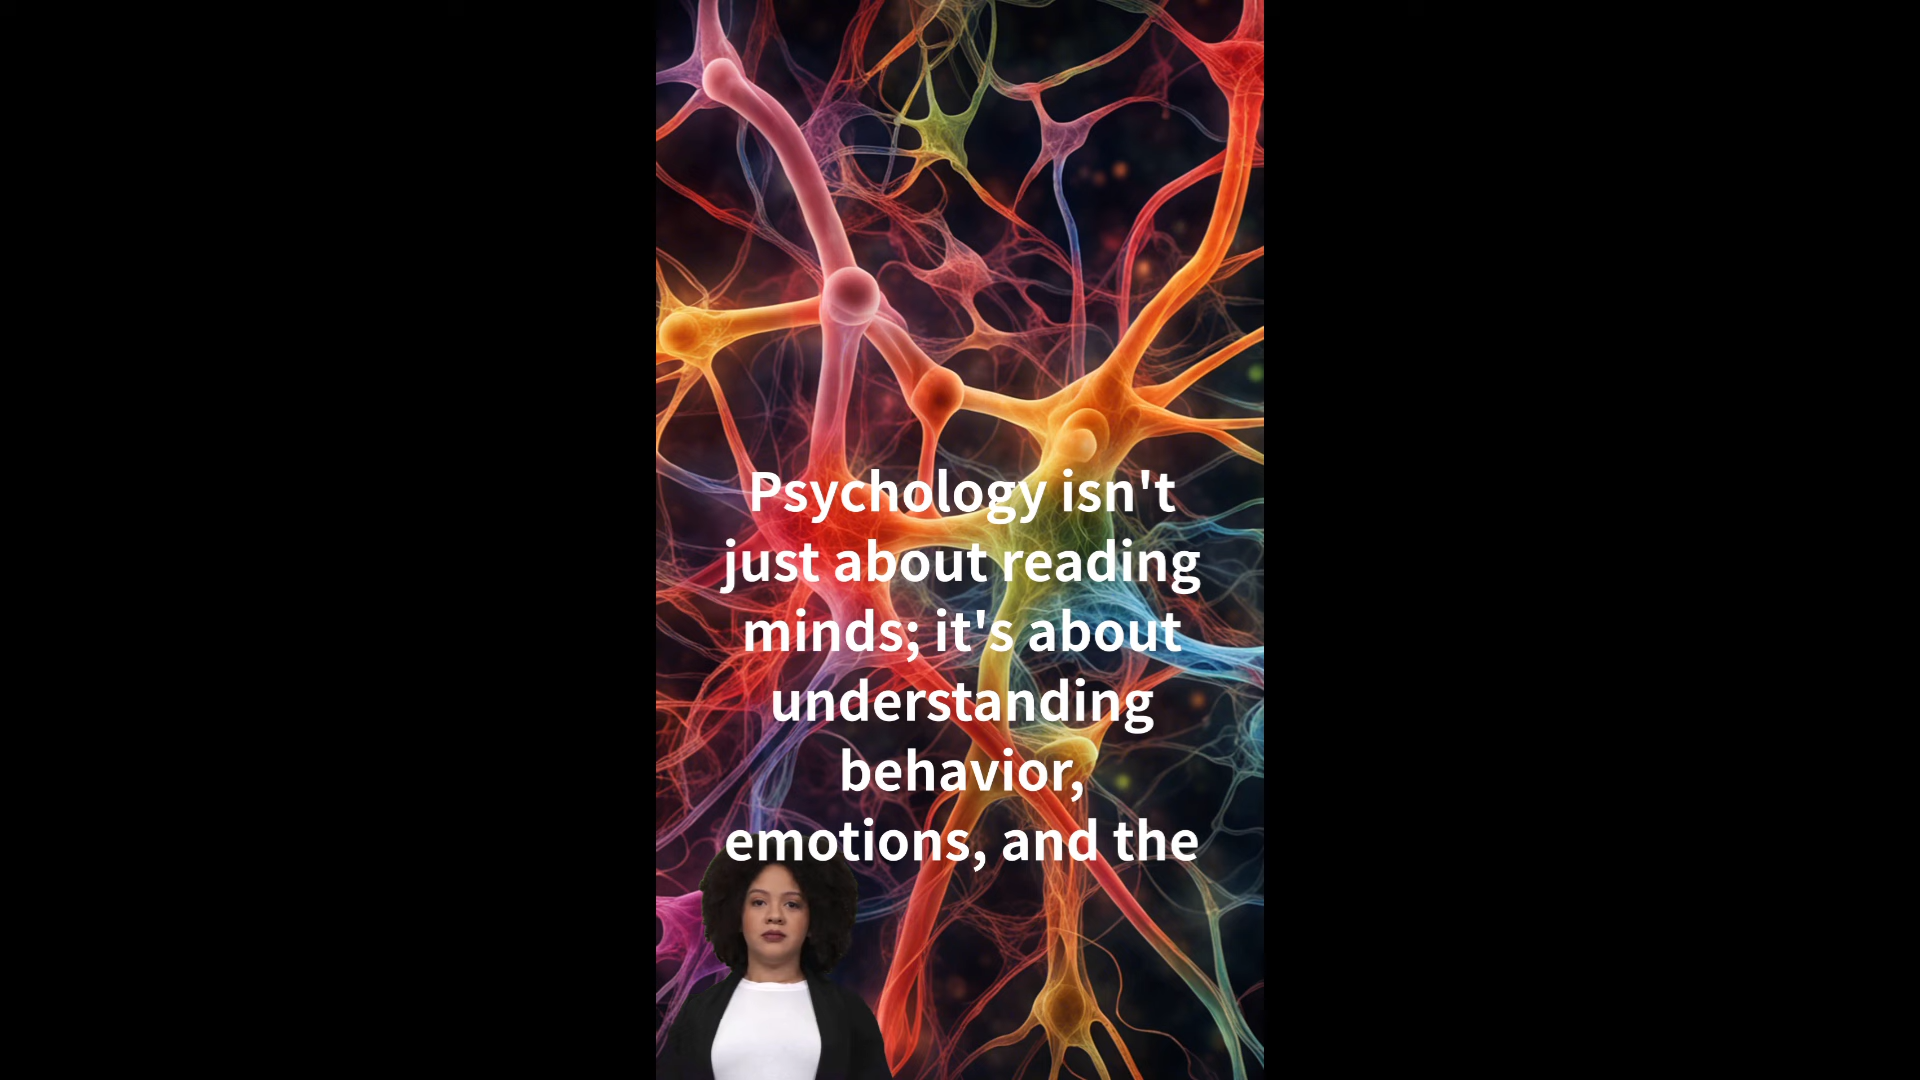 Psychology isn't
just about reading
minds; it's about
understanding
behavior,
emotions, and the